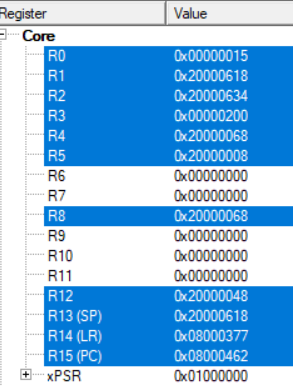 Register Value
Core
R0 0x00000015
R1 0x20000618
R2 0x20000634
R3 0x00000200
R4 0x20000068
R5 0x20000008
R6 0x00000000
R7 0x00000000
R8 0x20000068
R9 0x00000000
R10 0x00000000
R11 0x00000000
R12 0x20000048
R13 (SP) 0x20000618
R14 (LR) 0x08000377
R15 (PC) 0x08000462
xPSR 0x01000000